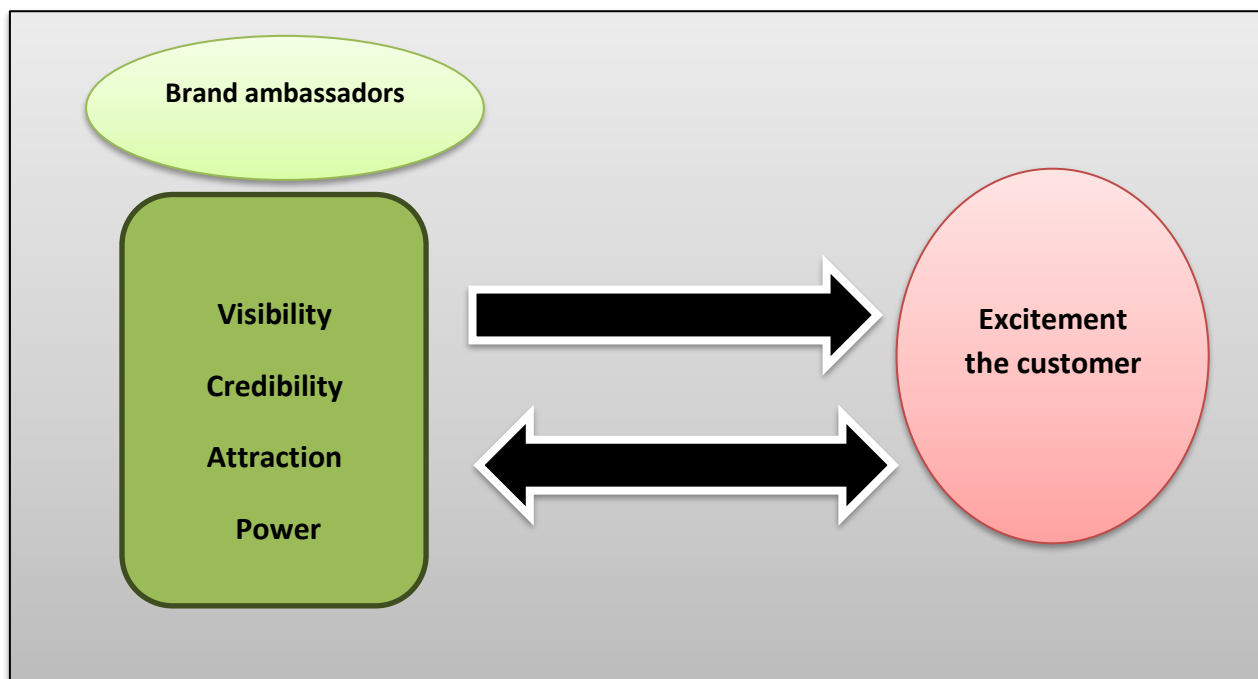 Brand ambassadors
Visibility
Credibility
Attraction
Power
Excitement
the customer